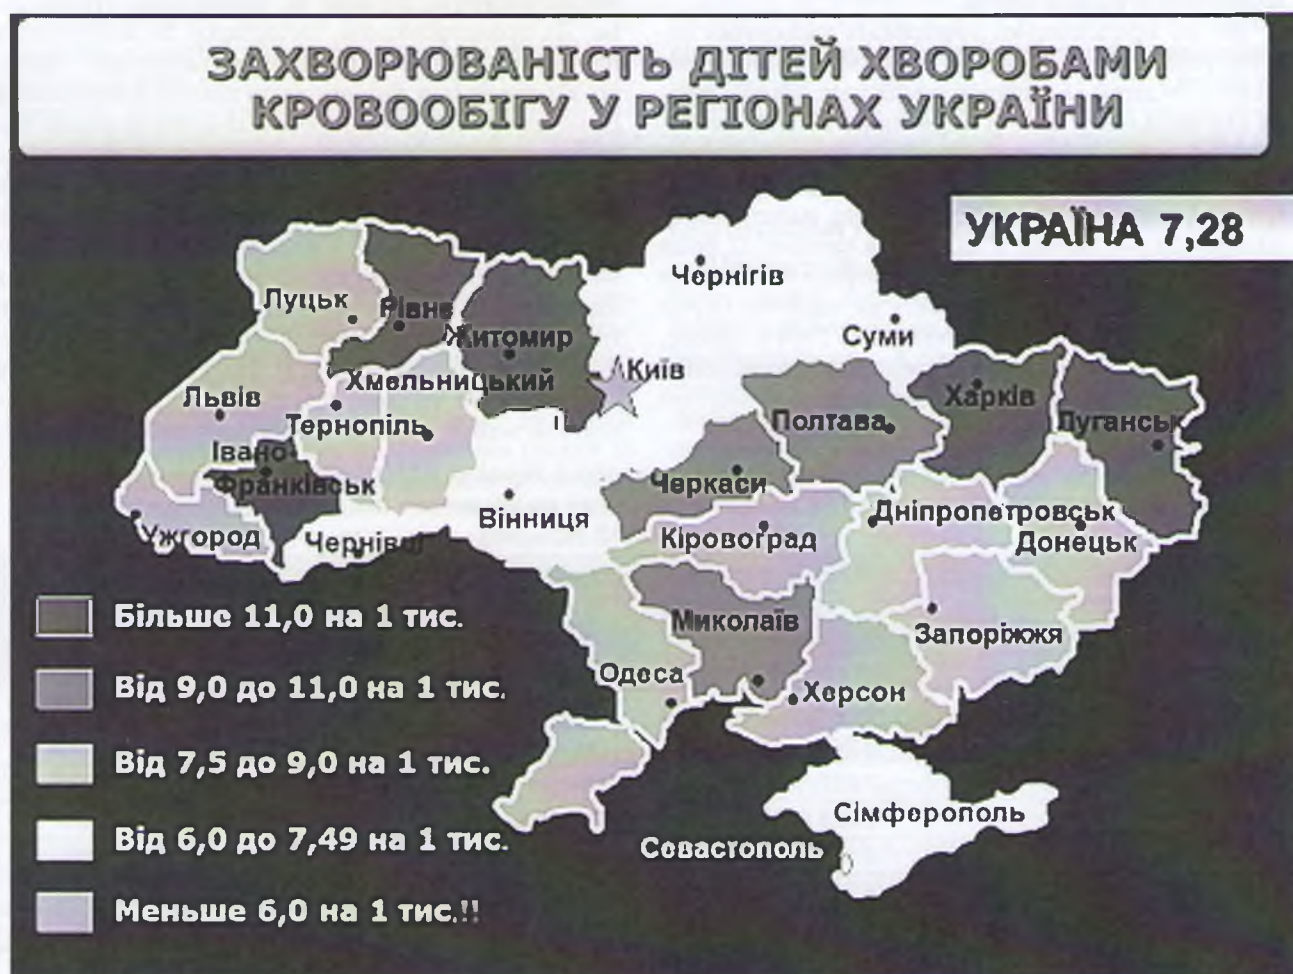 ЗАХВОРЮВАНІСТЬ ДІТЕЙ ХВОРОБАМИ
КРОВООБІГУ У РЕГІОНАХ УКРАЇНИ
УКРАЇНА 7,28
Чернігів
Луцьк
Рівне
Суми
Житомир
Київ
Хмельницький
Львів
Харків
Полтава
Луганськ
Тернопіль
Івано-
Франківськ
Черкаси
Вінниця
Дніпропетровськ
Ужгород
Чернівці
Кіровоград
Донецьк
Більше 11,0 на 1 тис.
Миколаїв
Запоріжжя
Від 9,0 до 11,0 на 1 тис.
Одеса
Херсон
Від 7,5 до 9,0 на 1 тис.
Сімферополь
Від 6,0 до 7,49 на 1 тис.
Севастополь
Меньше 6,0 на 1 тис.!!